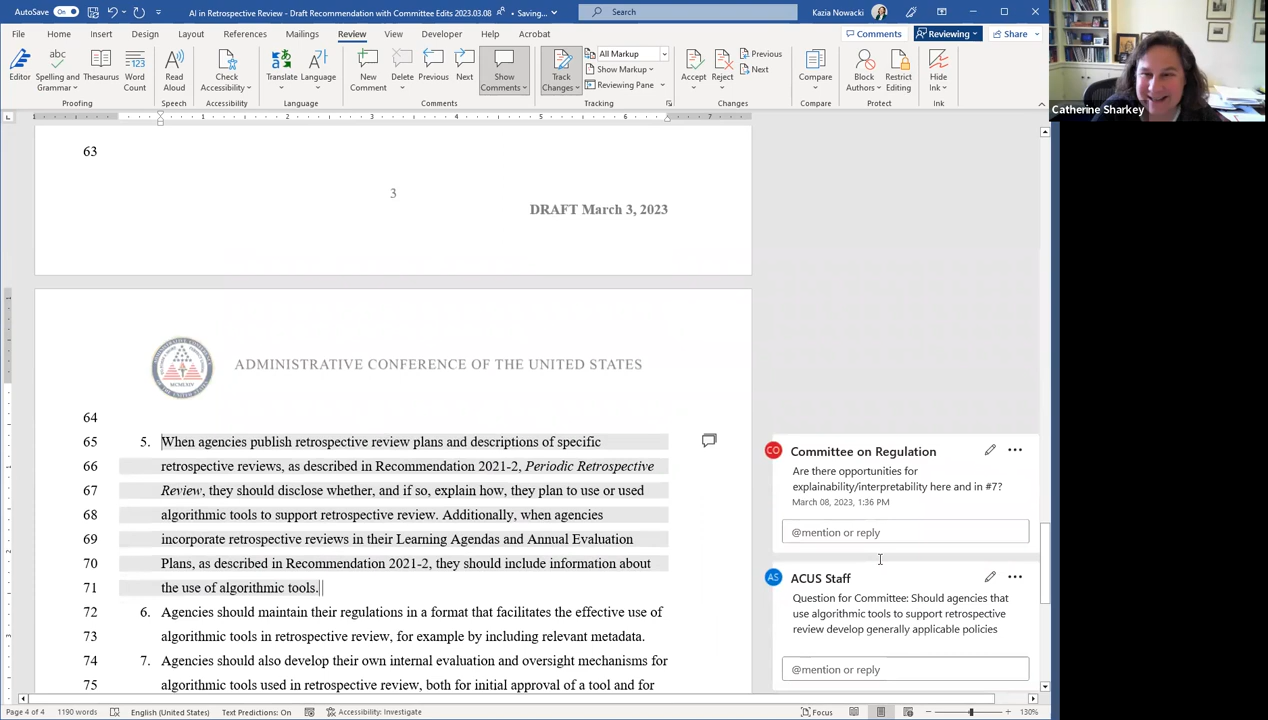 AutoSave On AI in Retrospective Review - Draft Recommendation with Committee Edits 2023.03.08 • Saving... Search Kazia Nowacki
File Home Insert Draw Design Layout References Mailings Review View Developer Help Acrobat Comments Reviewing Share
Editor Spelling and Grammar Thesaurus Word Count Read Aloud Check Accessibility Translate Language New Comment Delete Previous Next Show Comments Track Changes All Markup Show Markup Reviewing Pane Accept Reject Previous Next Compare Block Authors Restrict Editing Hide Ink
Proofing Speech Accessibility Language Comments Tracking Changes Compare Protect Ink
Catherine Sharkey
1 1 2 3 4 5 6 7
63
3
DRAFT March 3, 2023
ADMINISTRATIVE CONFERENCE OF THE UNITED STATES
MCMLXIV
64
65 5. When agencies publish retrospective review plans and descriptions of specific
66 retrospective reviews, as described in Recommendation 2021-2, Periodic Retrospective
67 Review, they should disclose whether, and if so, explain how, they plan to use or used
68 algorithmic tools to support retrospective review. Additionally, when agencies
69 incorporate retrospective reviews in their Learning Agendas and Annual Evaluation
70 Plans, as described in Recommendation 2021-2, they should include information about
71 the use of algorithmic tools.
72 6. Agencies should maintain their regulations in a format that facilitates the effective use of
73 algorithmic tools in retrospective review, for example by including relevant metadata.
74 7. Agencies should also develop their own internal evaluation and oversight mechanisms for
75 algorithmic tools used in retrospective review, both for initial approval of a tool and for
CO Committee on Regulation
Are there opportunities for
explainability/interpretability here and in #7?
March 08, 2023, 1:36 PM
@mention or reply
AS ACUS Staff
Question for Committee: Should agencies that
use algorithmic tools to support retrospective
review develop generally applicable policies
@mention or reply
Page 4 of 4 1190 words English (United States) Text Predictions: On Accessibility: Investigate Focus 130%